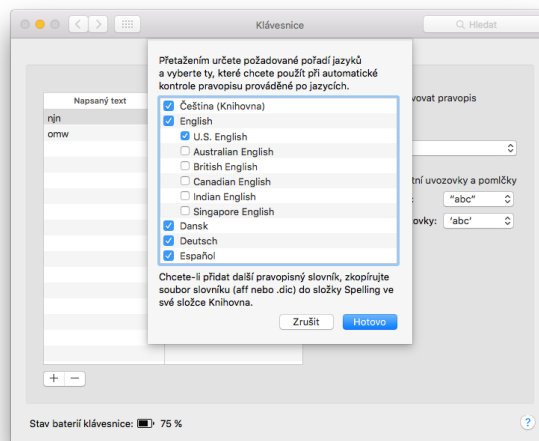 Klávesnice
Hledat
Přetažením určete požadované pořadí jazyků
a vyberte ty, které chcete použít při automatické
kontrole pravopisu prováděné po jazycích.
Napsaný text
njn
omw
Čeština (Knihovna)
English
U.S. English
Australian English
British English
Canadian English
Indian English
Singapore English
Dansk
Deutsch
Español
vovat pravopis
tní uvozovky a pomlčky
“abc”
ovky: ‘abc’
Chcete-li přidat další pravopisný slovník, zkopírujte
soubor slovníku (aff nebo .dic) do složky Spelling ve
své složce Knihovna.
Zrušit Hotovo
+ −
Stav baterií klávesnice: 75 %
?